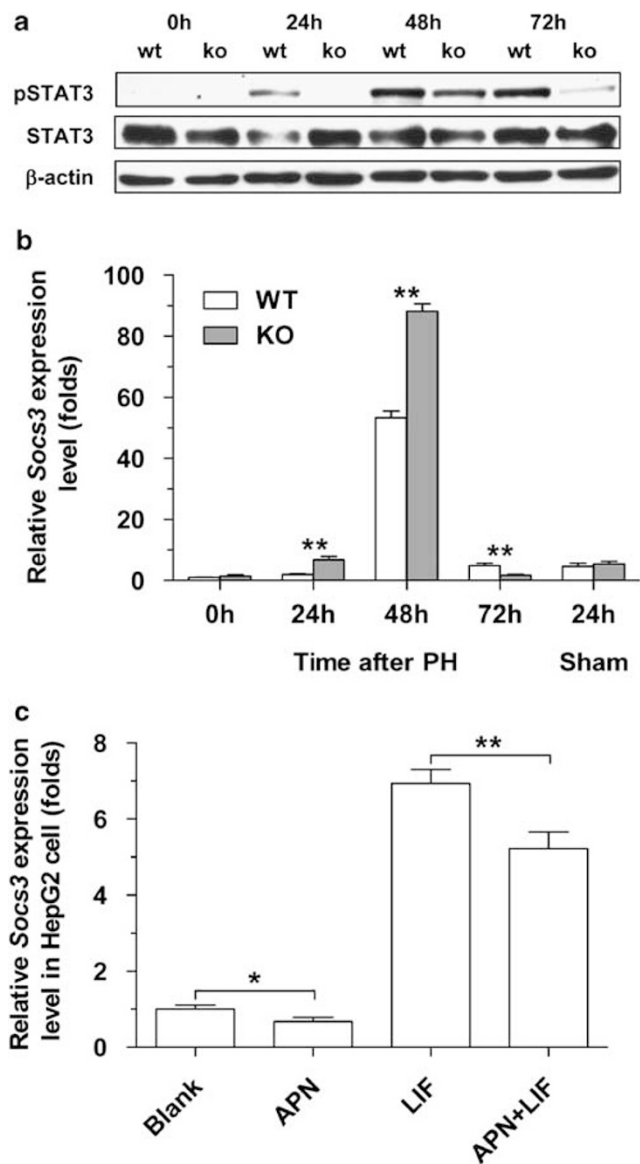 a
0h 24h 48h 72h
wt ko wt ko wt ko wt ko
pSTAT3
STAT3
β-actin
b
Relative Socs3 expression
level (folds)
100
80
60
40
20
0
WT
KO
**
**
**
0h 24h 48h 72h 24h
Time after PH Sham
c
Relative Socs3 expression
level in HepG2 cell (folds)
8
6
4
2
0
*
**
Blank APN LIF APN+LIF